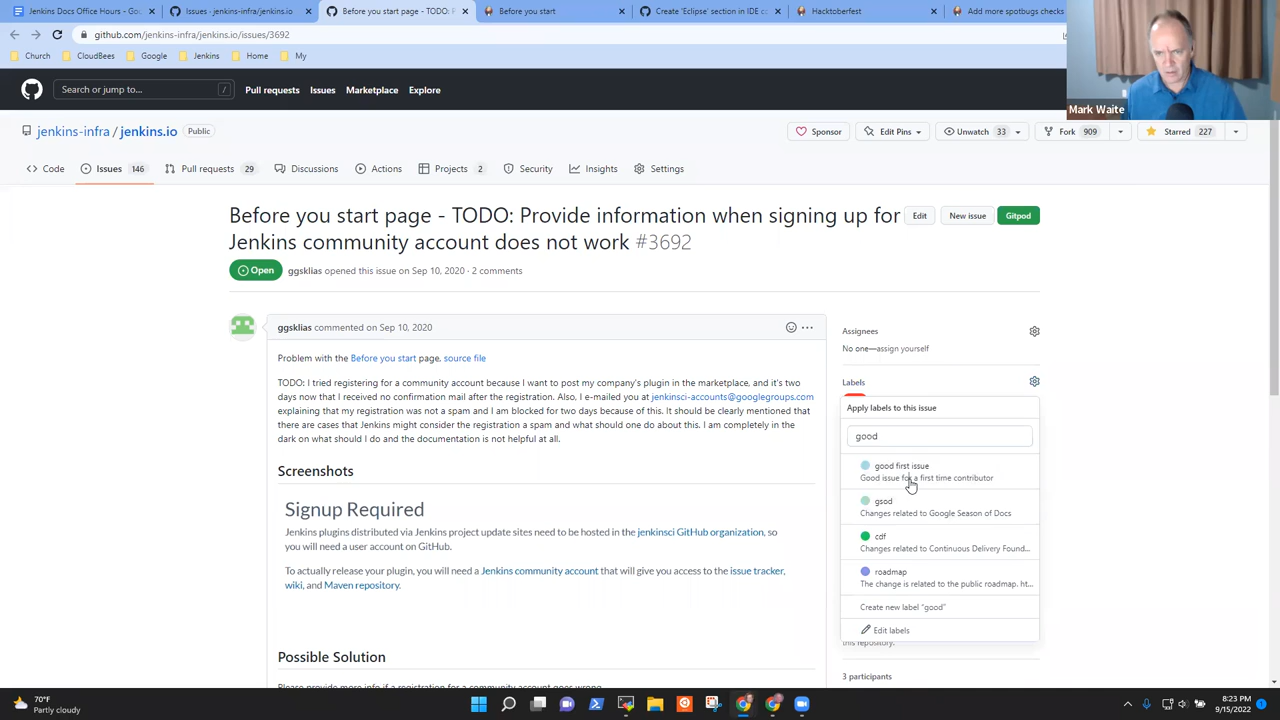 Jenkins Docs Office Hours - G
Issues · jenkins-infra/jenkins.io
Before you start page - TODO: P
Before you start
Create 'Eclipse' section in IDE co
Hacktoberfest
Add more spotbugs checks
github.com/jenkins-infra/jenkins.io/issues/3692
Church
CloudBees
Google
Jenkins
Home
My
Mark Waite
Search or jump to...
/
Pull requests
Issues
Marketplace
Explore
jenkins-infra / jenkins.io
Public
Sponsor
Edit Pins
Unwatch 33
Fork 909
Starred 227
Code
Issues 146
Pull requests 29
Discussions
Actions
Projects 2
Security
Insights
Settings
Before you start page - TODO: Provide information when signing up for
Jenkins community account does not work #3692
Edit
New issue
Gitpod
Open
ggsklias opened this issue on Sep 10, 2020 · 2 comments
ggsklias commented on Sep 10, 2020
Problem with the Before you start page, source file
TODO: I tried registering for a community account because I want to post my company's plugin in the marketplace, and it's two
days now that I received no confirmation mail after the registration. Also, I e-mailed you at jenkinsci-accounts@googlegroups.com
explaining that my registration was not a spam and I am blocked for two days because of this. It should be clearly mentioned that
there are cases that Jenkins might consider the registration a spam and what should one do about this. I am completely in the
dark on what should I do and the documentation is not helpful at all.
Screenshots
Signup Required
Jenkins plugins distributed via Jenkins project update sites need to be hosted in the jenkinsci GitHub organization, so
you will need a user account on GitHub.
To actually release your plugin, you will need a Jenkins community account that will give you access to the issue tracker,
wiki, and Maven repository.
Possible Solution
Please provide more info if a registration for a community account goes wrong
Assignees
No one—assign yourself
Labels
Apply labels to this issue
good
good first issue
Good issue for a first time contributor
gsod
Changes related to Google Season of Docs
cdf
Changes related to Continuous Delivery Found...
roadmap
The change is related to the public roadmap. ht...
Create new label "good"
Edit labels
this repository.
3 participants
70°F
Partly cloudy
8:23 PM
9/15/2022